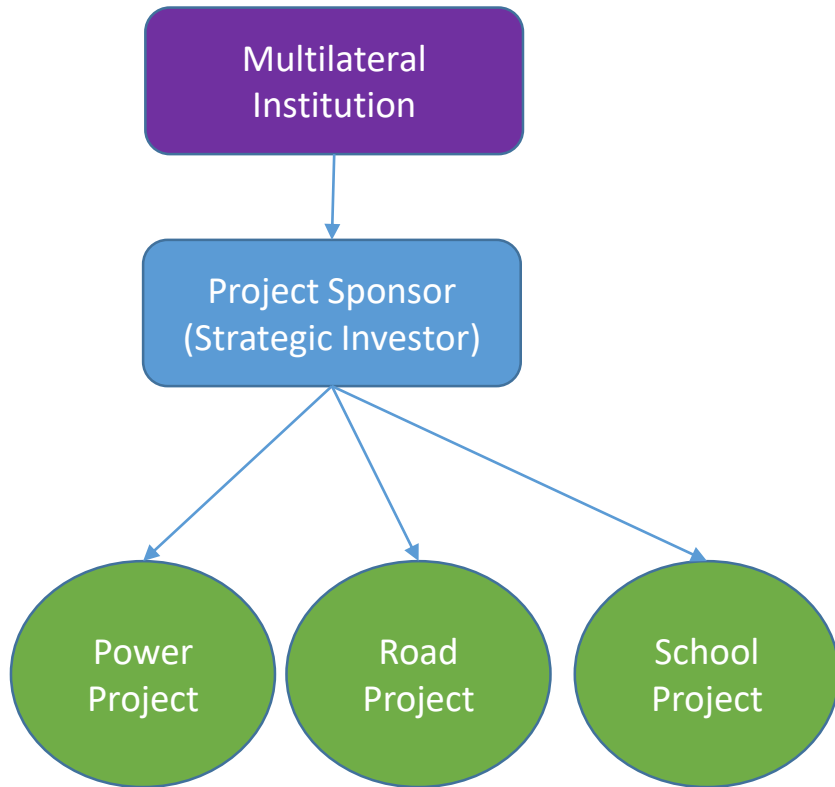 Multilateral
Institution
Project Sponsor
(Strategic Investor)
Power
Project
Road
Project
School
Project